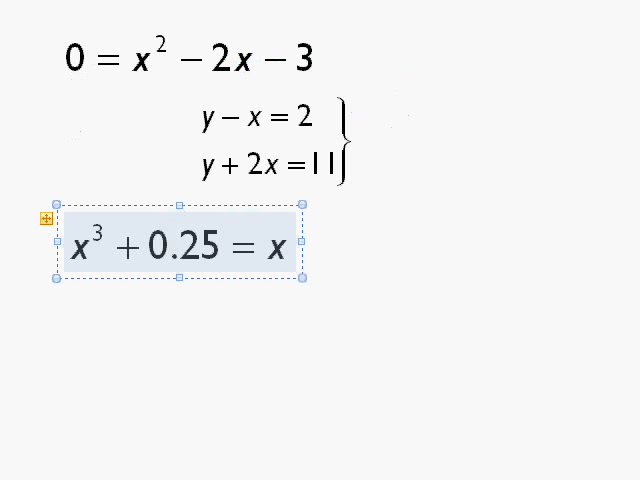 0 = x² − 2x − 3
y − x = 2
y + 2x = 11
x³ + 0.25 = x